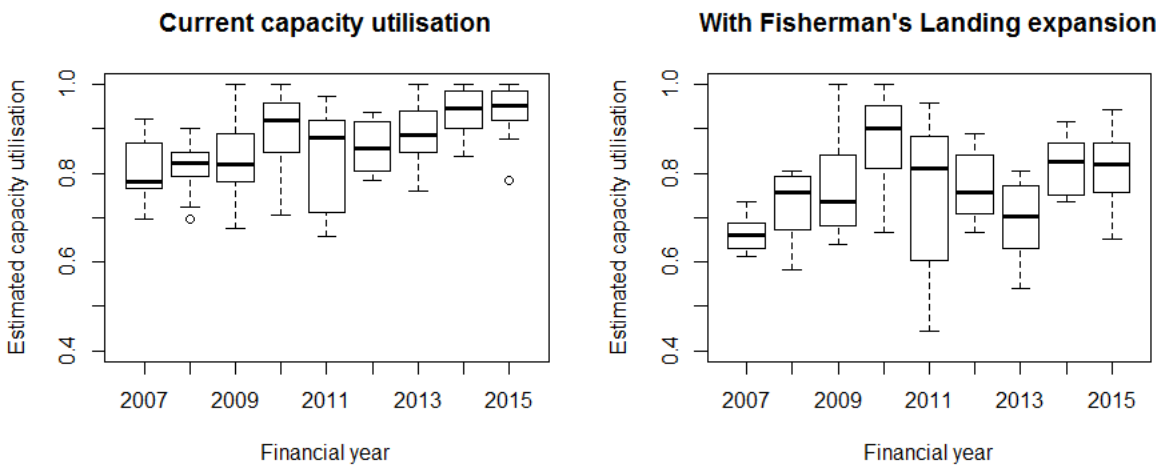 Current capacity utilisation
Estimated capacity utilisation
1.0
0.8
0.6
0.4
2007 2009 2011 2013 2015
Financial year
With Fisherman's Landing expansion
Estimated capacity utilisation
1.0
0.8
0.6
0.4
2007 2009 2011 2013 2015
Financial year